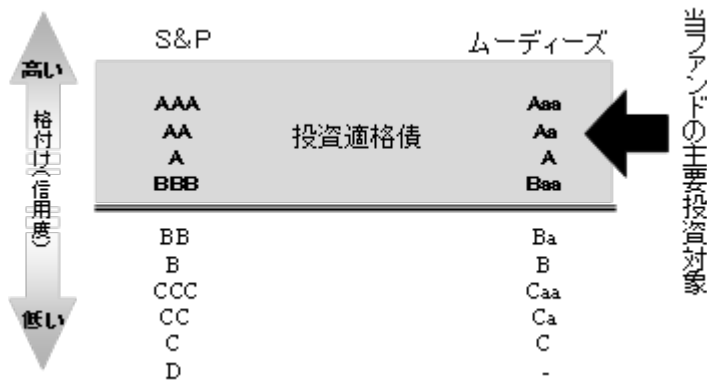 S&P ムーディーズ
高い
格付け(信用度)
低い
AAA Aaa
AA 投資適格債 Aa
A A
BBB Baa
BB Ba
B B
CCC Caa
CC Ca
C C
D -
当ファンドの主要投資対象